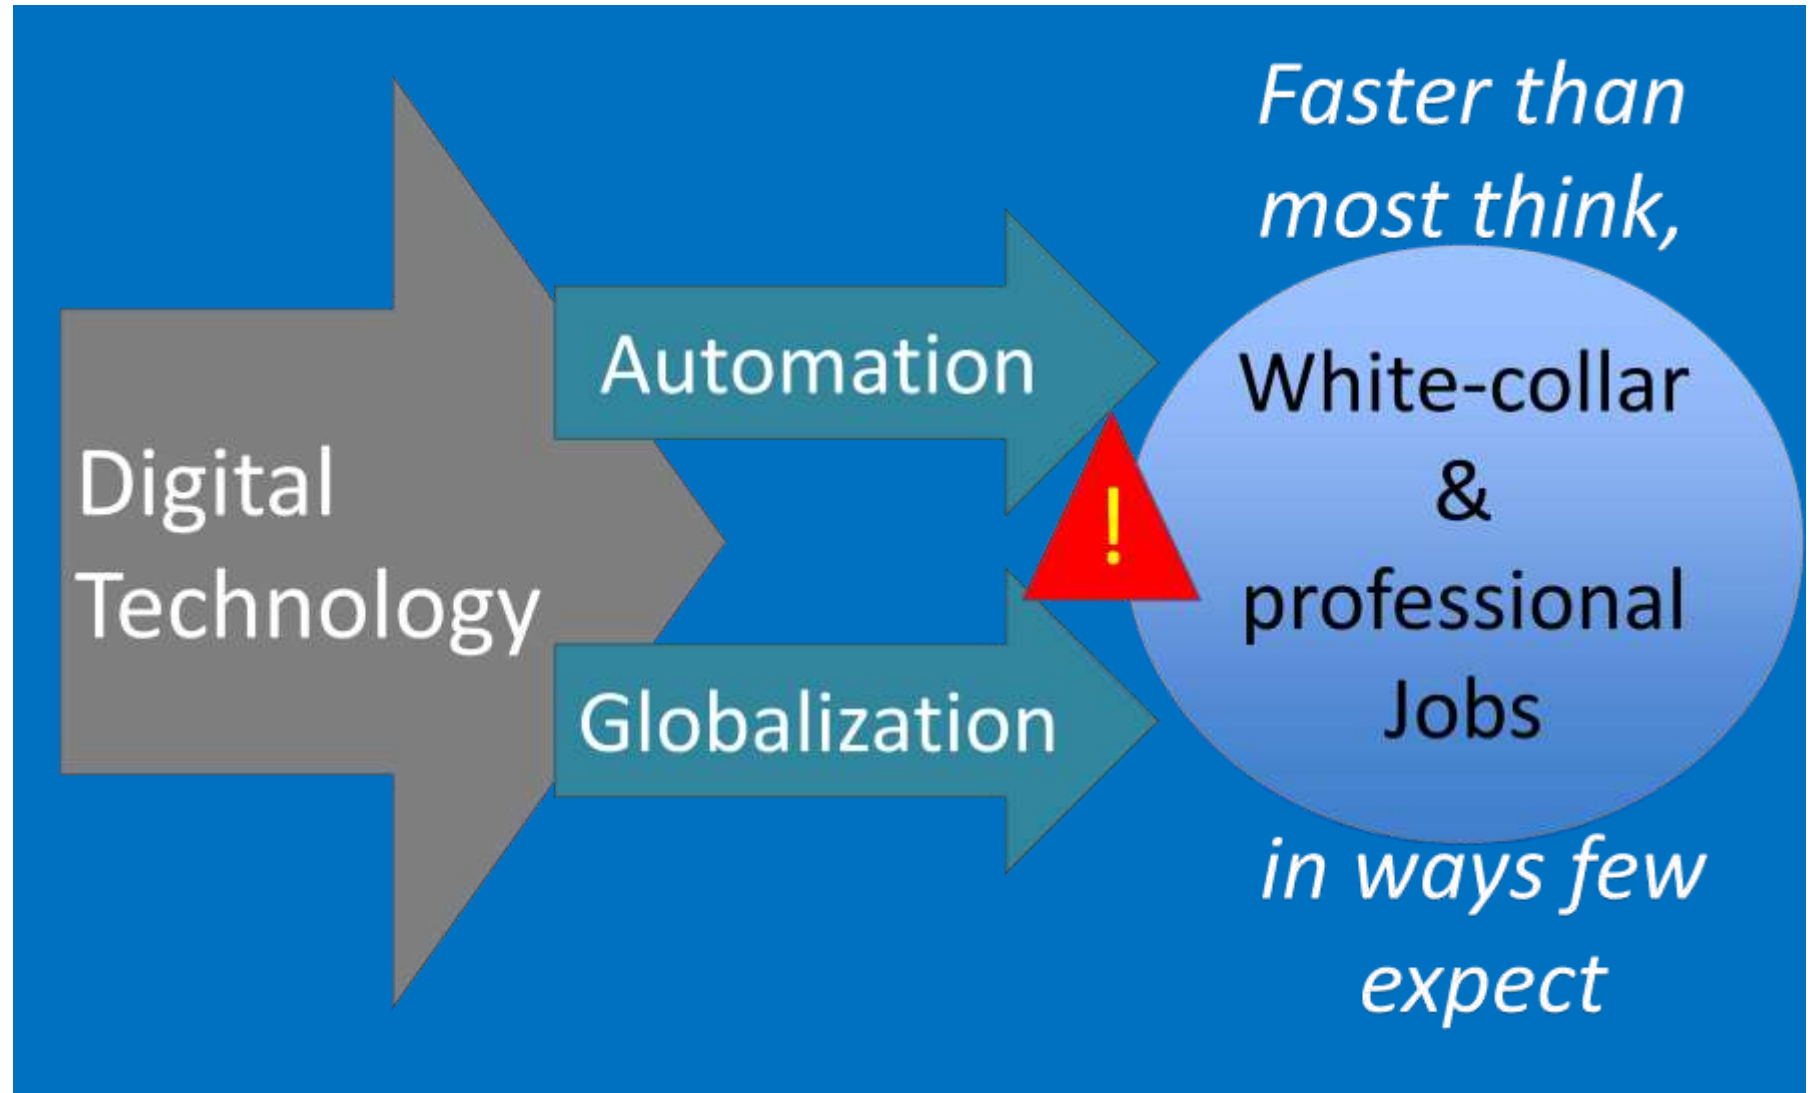 Digital
Technology
Automation
Globalization
!
Faster than
most think,
White-collar
&
professional
Jobs
in ways few
expect